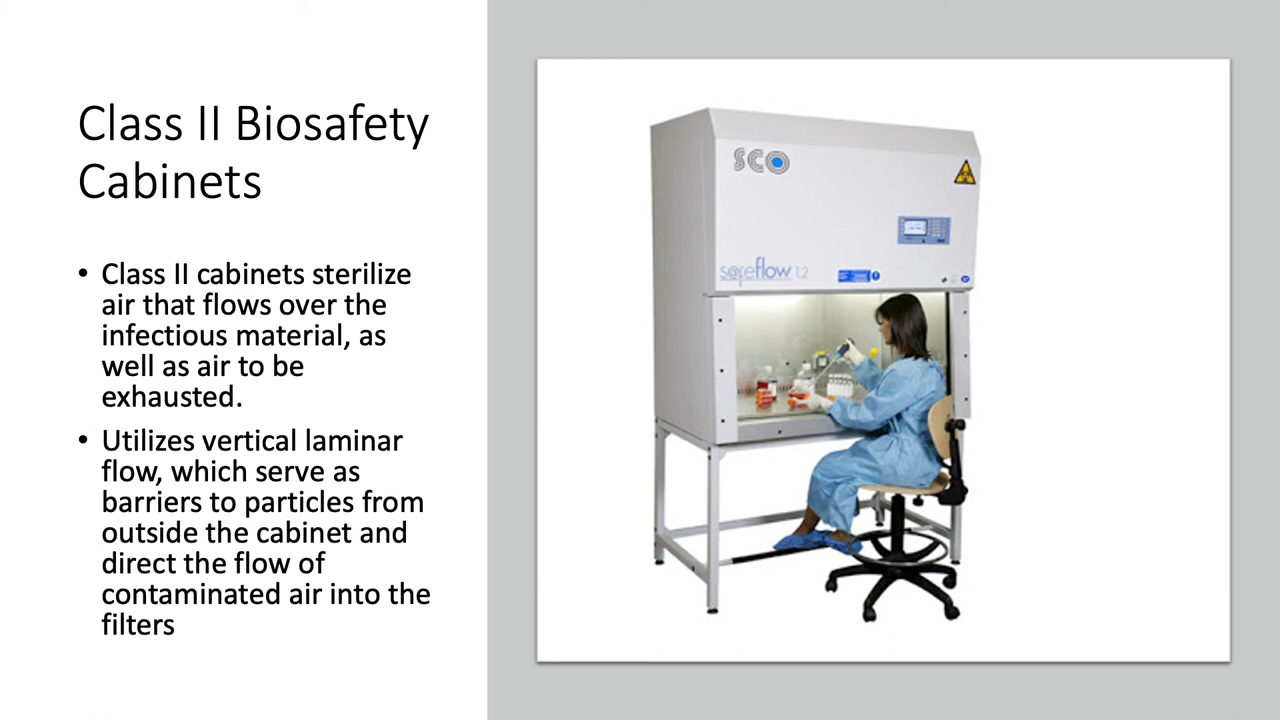 Class II Biosafety
Cabinets
• Class II cabinets sterilize
air that flows over the
infectious material, as
well as air to be
exhausted.
• Utilizes vertical laminar
flow, which serve as
barriers to particles from
outside the cabinet and
direct the flow of
contaminated air into the
filters
SCO
safeflow 1.2